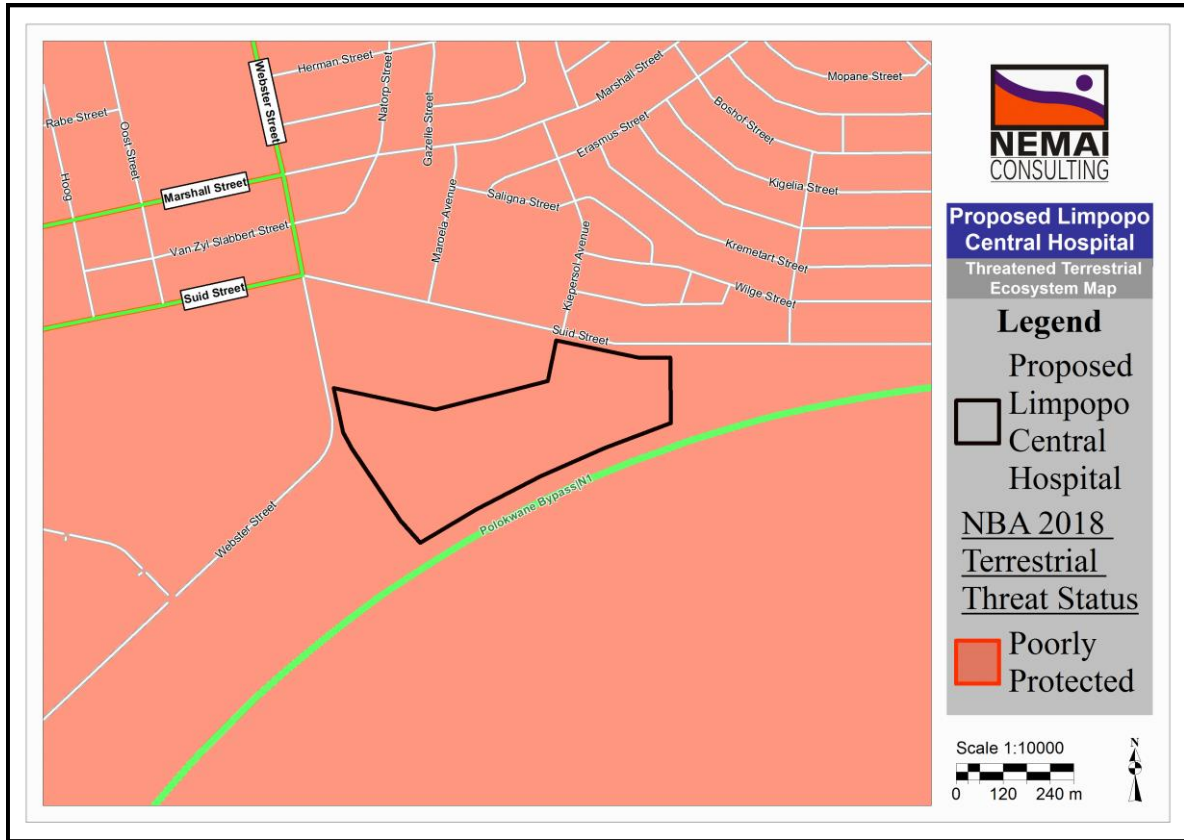 Herman Street
Webster Street
Natorp Street
Gazelle Street
Marshall Street
Mopane Street
Rabe Street
Oost Street
Hoog
Erasmus Street
Boshof Street
Marshall Street
Maroela Avenue
Saligna Street
Kigelia Street
Van Zyl Slabbert Street
Kremetart Street
Suid Street
Kiepersol Avenue
Wilge Street
Suid Street
Polokwane Bypass|N1
Webster Street
NEMAI
CONSULTING
Proposed Limpopo
Central Hospital
Threatened Terrestrial
Ecosystem Map
Legend
Proposed
Limpopo
Central
Hospital
NBA 2018
Terrestrial
Threat Status
Poorly
Protected
Scale 1:10000
N
0 120 240 m